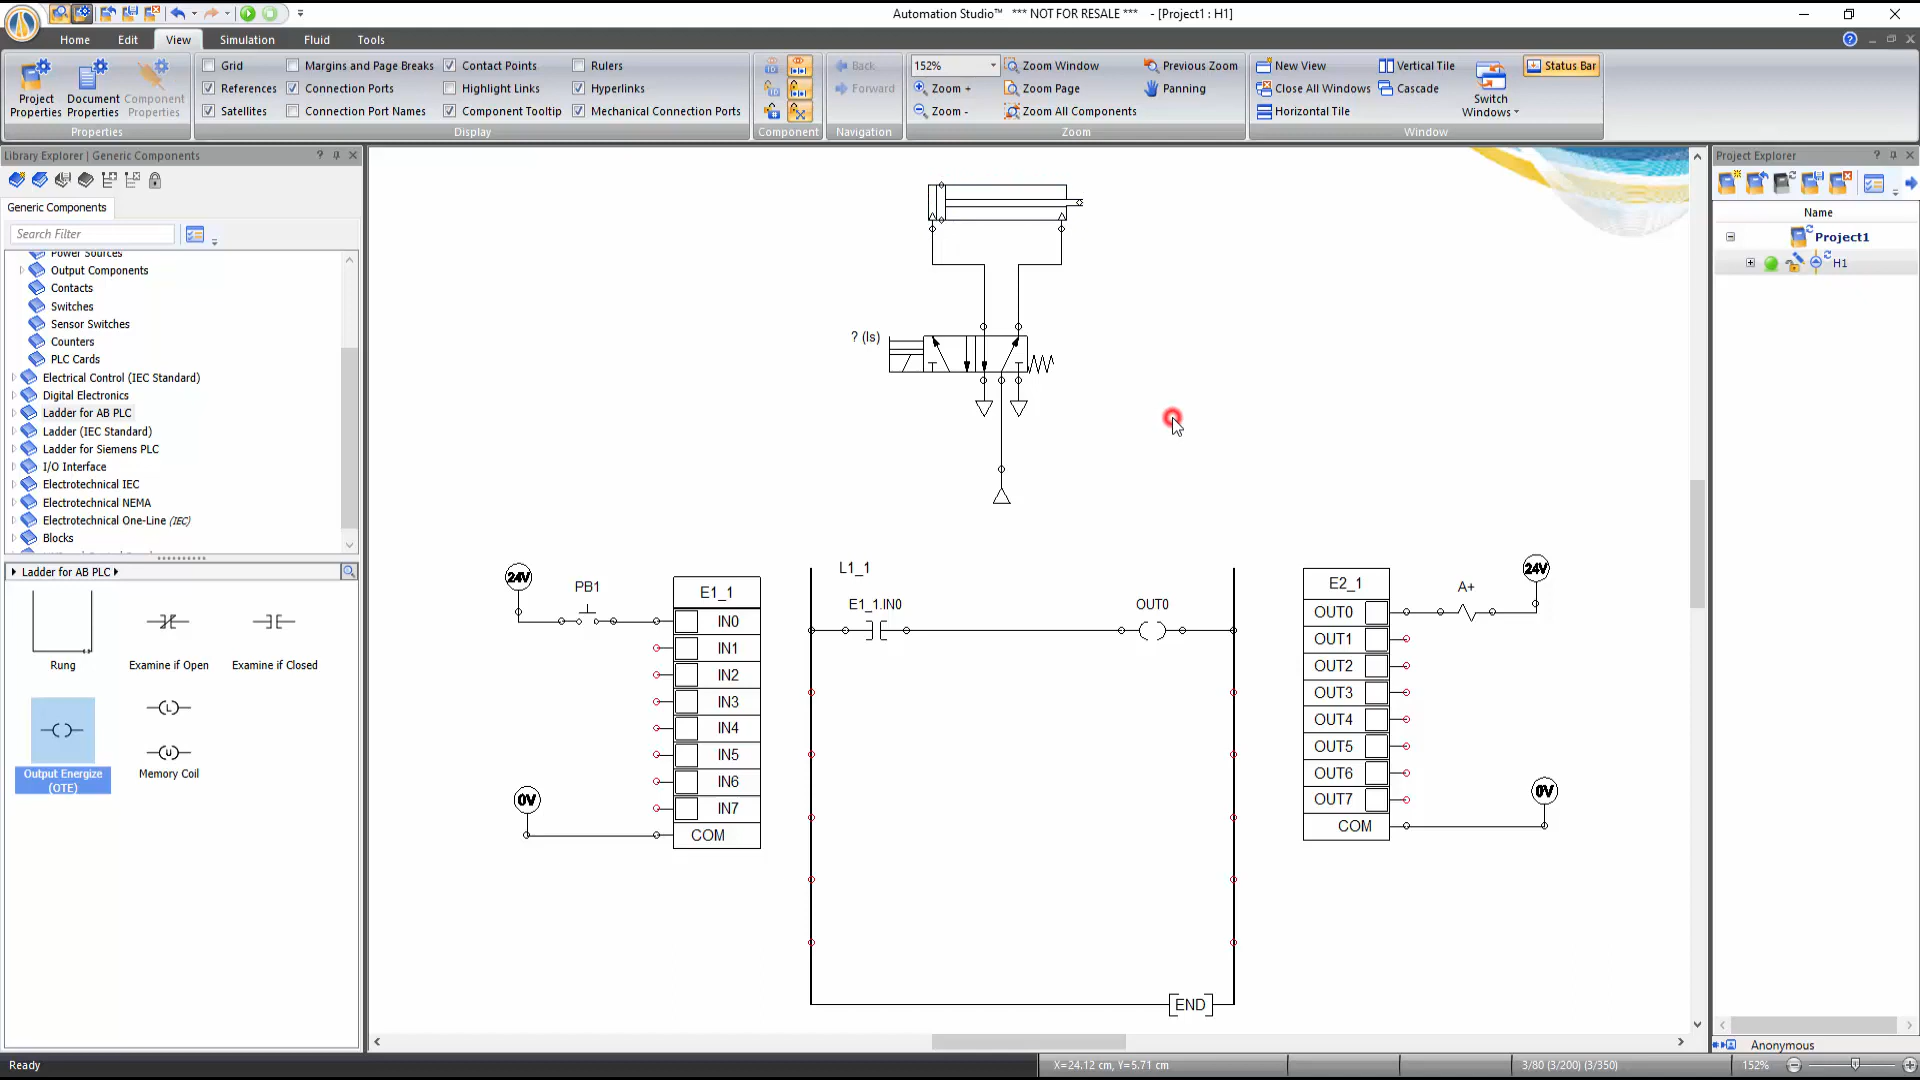 Automation Studio™ *** NOT FOR RESALE *** - [Project1 : H1]
Home Edit View Simulation Fluid Tools
Project Properties
Document Properties
Component Properties
Properties
Grid
Margins and Page Breaks
Contact Points
Rulers
References
Connection Ports
Highlight Links
Hyperlinks
Satellites
Connection Port Names
Component Tooltip
Mechanical Connection Ports
Display
Component
Back
Forward
Navigation
152%
Zoom Window
Previous Zoom
Zoom +
Zoom Page
Panning
Zoom -
Zoom All Components
Zoom
New View
Vertical Tile
Close All Windows
Cascade
Horizontal Tile
Switch Windows
Status Bar
Window
Library Explorer | Generic Components
Generic Components
Search Filter
Power Sources
Output Components
Contacts
Switches
Sensor Switches
Counters
PLC Cards
Electrical Control (IEC Standard)
Digital Electronics
Ladder for AB PLC
Ladder (IEC Standard)
Ladder for Siemens PLC
I/O Interface
Electrotechnical IEC
Electrotechnical NEMA
Electrotechnical One-Line (IEC)
Blocks
Ladder for AB PLC
Rung
Examine if Open
Examine if Closed
L
U
Output Energize (OTE)
Memory Coil
? (ls)
24V
PB1
E1_1
IN0
IN1
IN2
IN3
IN4
IN5
IN6
IN7
COM
0V
L1_1
E1_1.IN0
OUT0
END
E2_1
OUT0
OUT1
OUT2
OUT3
OUT4
OUT5
OUT6
OUT7
COM
A+
24V
0V
Project Explorer
Name
Project1
H1
Anonymous
Ready
X=24.12 cm, Y=5.71 cm
3/80 (3/200) (3/350)
152%